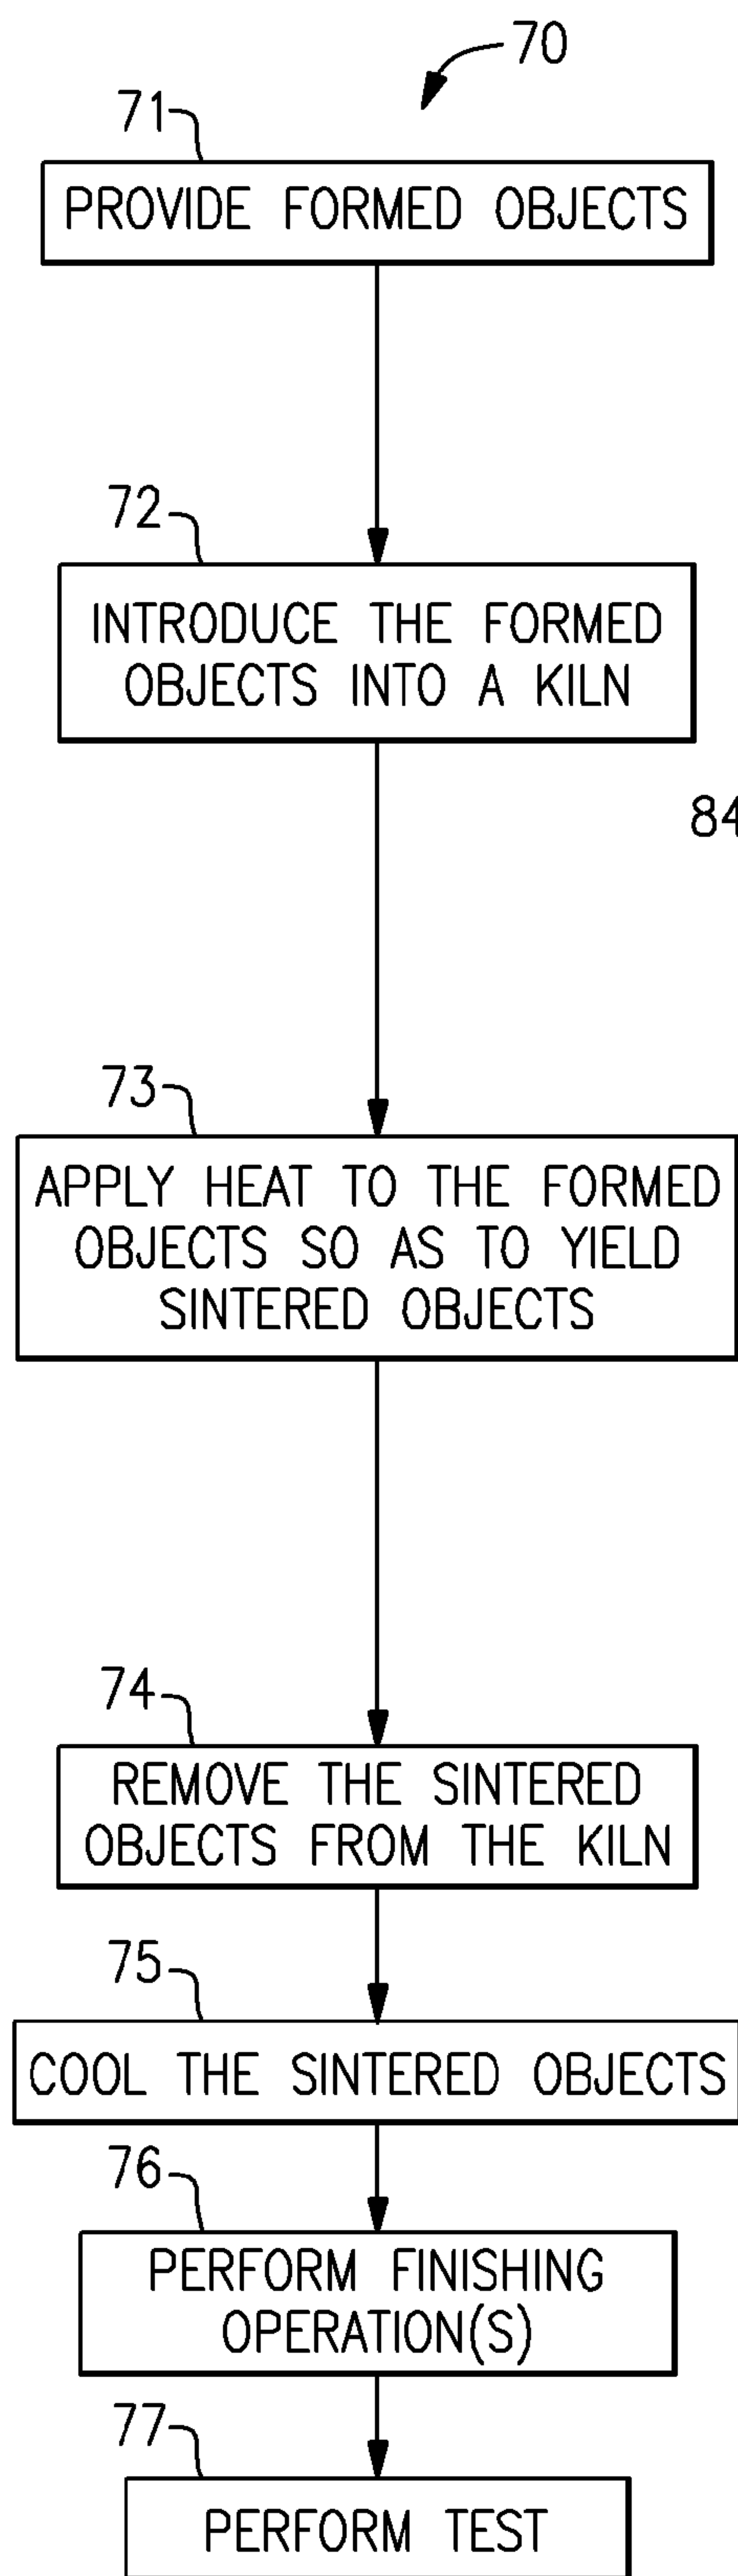 70
71
PROVIDE FORMED OBJECTS
72
INTRODUCE THE FORMED
OBJECTS INTO A KILN
84
73
APPLY HEAT TO THE FORMED
OBJECTS SO AS TO YIELD
SINTERED OBJECTS
74
REMOVE THE SINTERED
OBJECTS FROM THE KILN
75
COOL THE SINTERED OBJECTS
76
PERFORM FINISHING
OPERATION(S)
77
PERFORM TEST